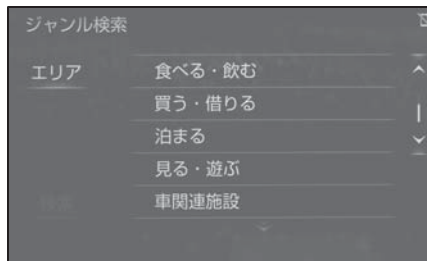 ジャンル検索
エリア
食べる・飲む
買う・借りる
泊まる
見る・遊ぶ
車関連施設